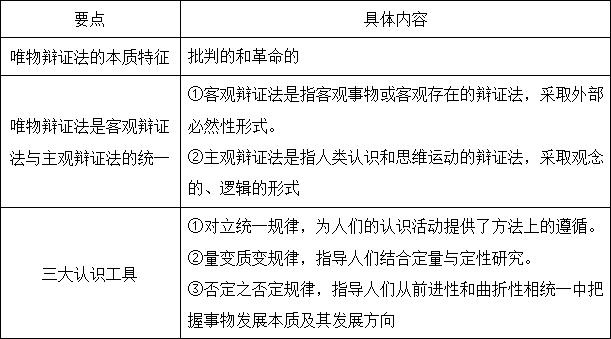 要点
具体内容
唯物辩证法的本质特征
批判的和革命的
唯物辩证法是客观辩证
法与主观辩证法的统一
①客观辩证法是指客观事物或客观存在的辩证法，采取外部
必然性形式。
②主观辩证法是指人类认识和思维运动的辩证法，采取观念
的、逻辑的形式
三大认识工具
①对立统一规律，为人们的认识活动提供了方法上的遵循。
②量变质变规律，指导人们结合定量与定性研究。
③否定之否定规律，指导人们从前进性和曲折性相统一中把
握事物发展本质及其发展方向